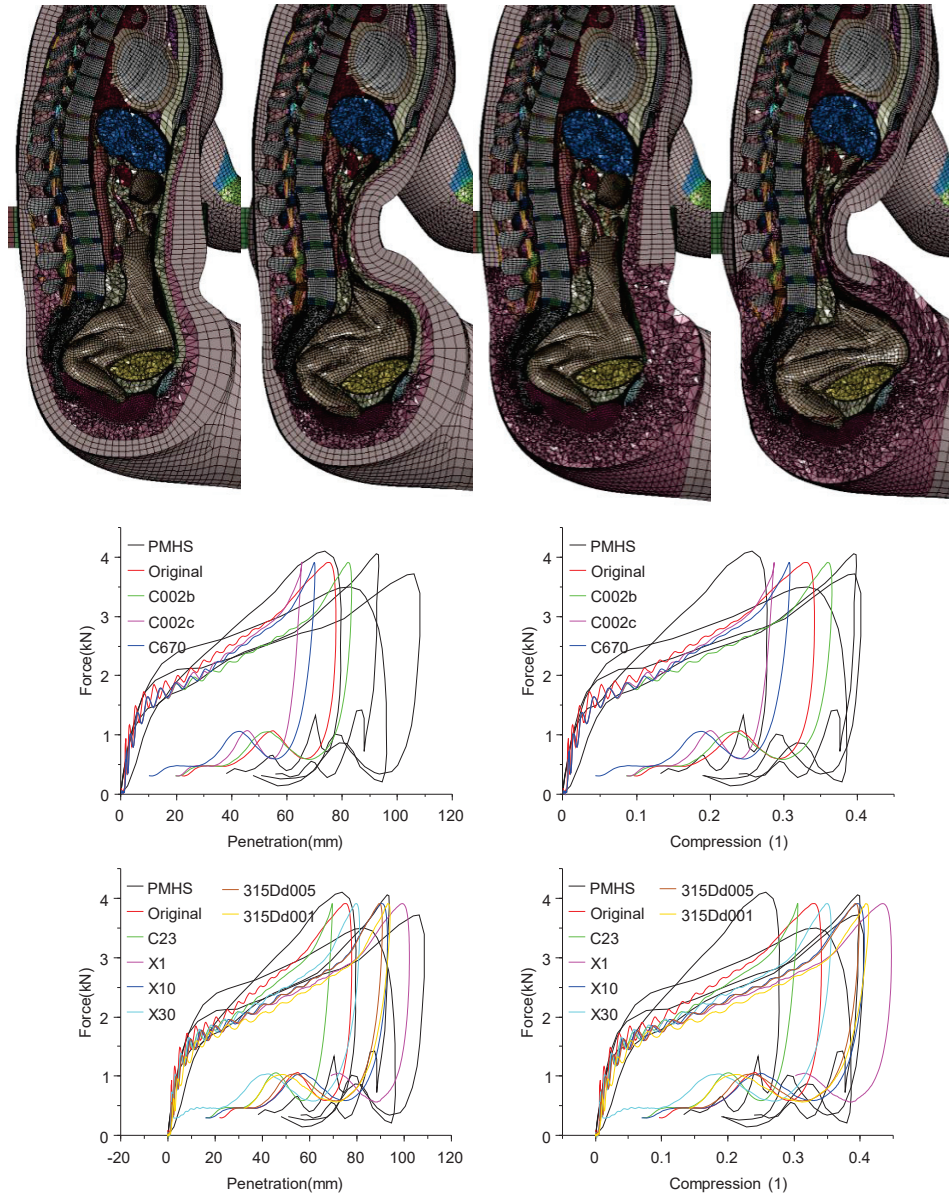 PMHS
Original
C002b
C002c
C670
Force(kN)
4
3
2
1
0
0 20 40 60 80 100 120
Penetration(mm)
PMHS
Original
C002b
C002c
C670
Force(kN)
4
3
2
1
0
0 0.1 0.2 0.3 0.4
Compression (1)
PMHS 315Dd005
Original 315Dd001
C23
X1
X10
X30
Force(kN)
4
3
2
1
0
-20 0 20 40 60 80 100 120
Penetration(mm)
PMHS 315Dd005
Original 315Dd001
C23
X1
X10
X30
Force(kN)
4
3
2
1
0
0 0.1 0.2 0.3 0.4
Compression (1)